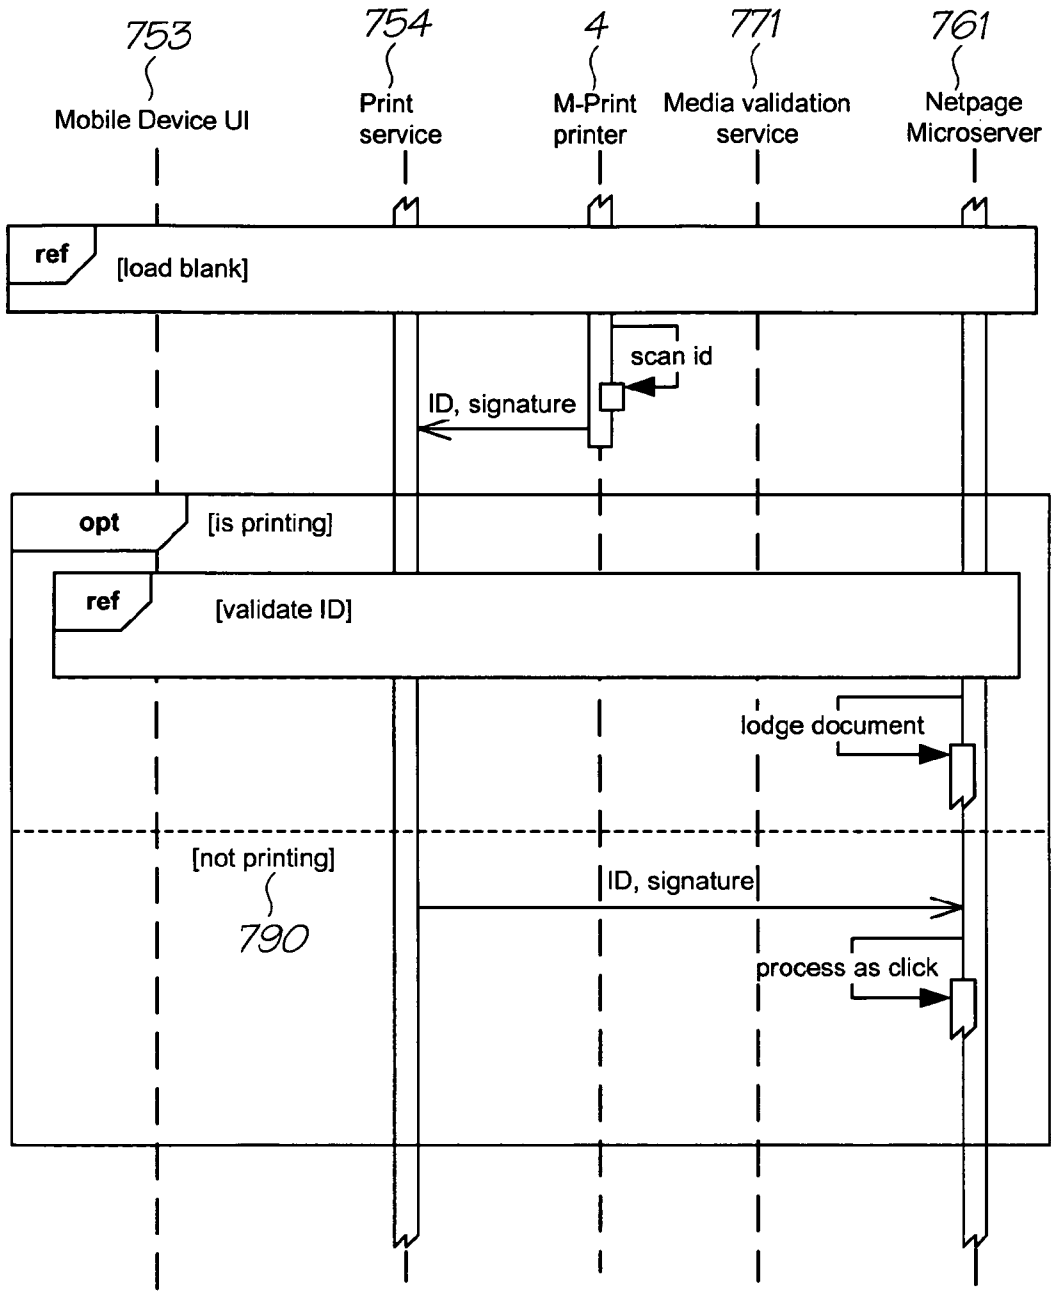 753
754
4
771
761
Mobile Device UI
Print
service
M-Print
printer
Media validation
service
Netpage
Microserver
ref
[load blank]
scan id
ID, signature
opt
[is printing]
ref
[validate ID]
lodge document
[not printing]
790
ID, signature
process as click